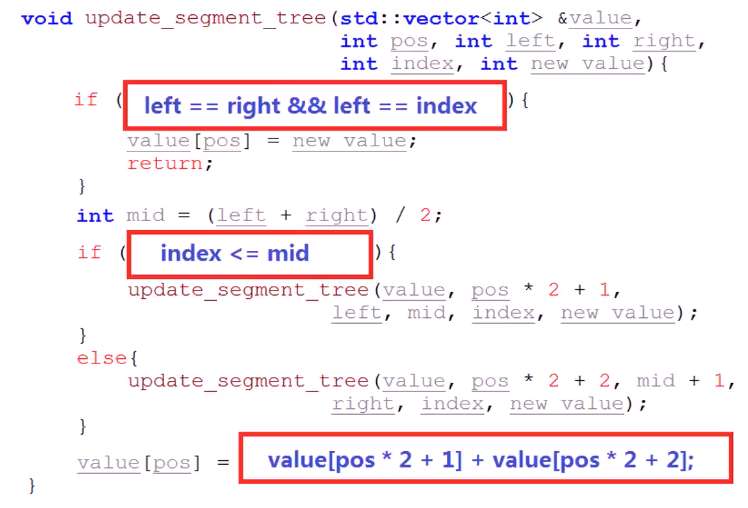 void update_segment_tree(std::vector<int> &value,
int pos, int left, int right,
int index, int new_value){
if ( left == right && left == index ){
value[pos] = new_value;
return;
}
int mid = (left + right) / 2;
if ( index <= mid ){
update_segment_tree(value, pos * 2 + 1,
left, mid, index, new_value);
}
else{
update_segment_tree(value, pos * 2 + 2, mid + 1,
right, index, new_value);
}
value[pos] = value[pos * 2 + 1] + value[pos * 2 + 2];
}